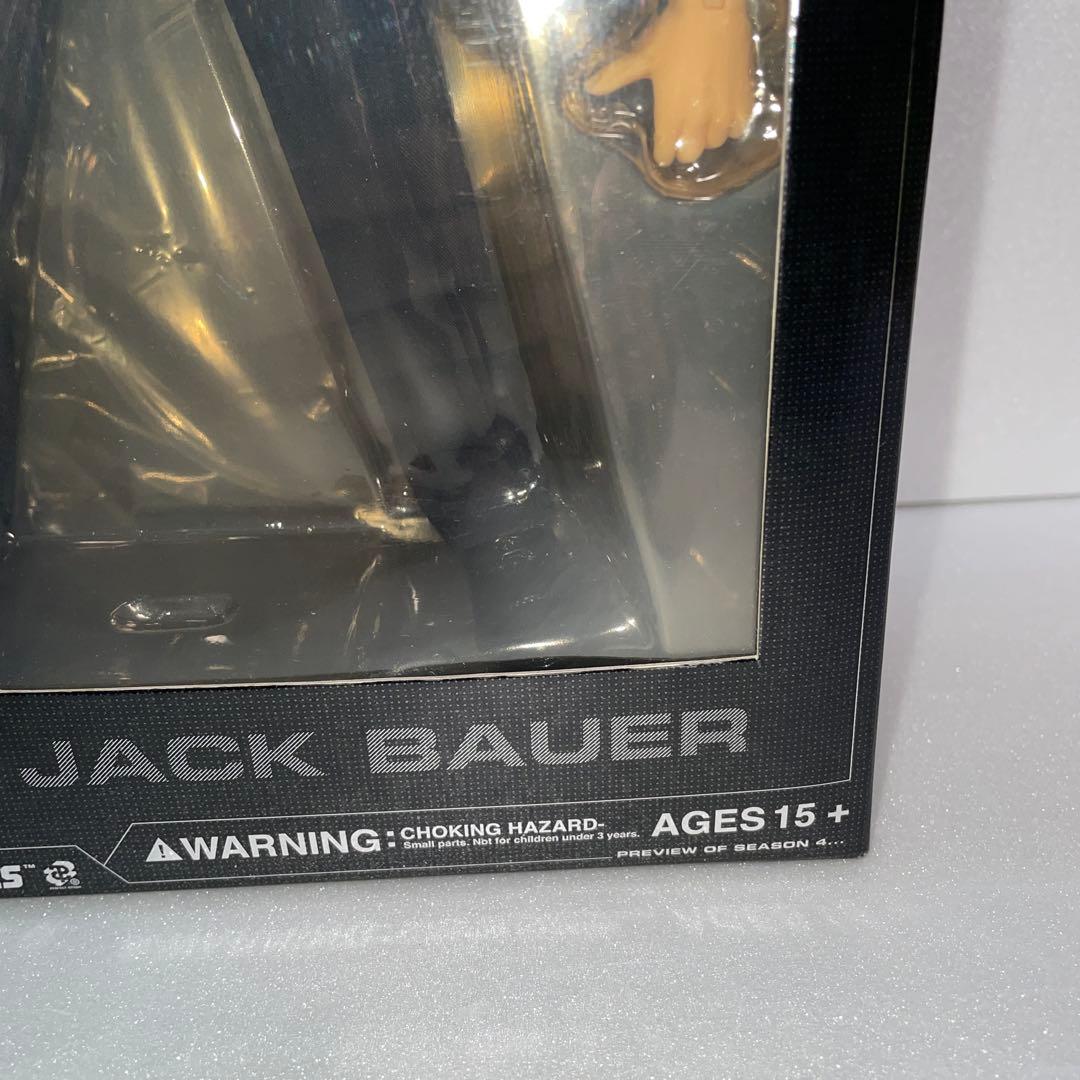 JACK BAUER
⚠WARNING: CHOKING HAZARD-
Small parts. Not for children under 3 years.
AGES 15 +
PREVIEW OF SEASON 4...